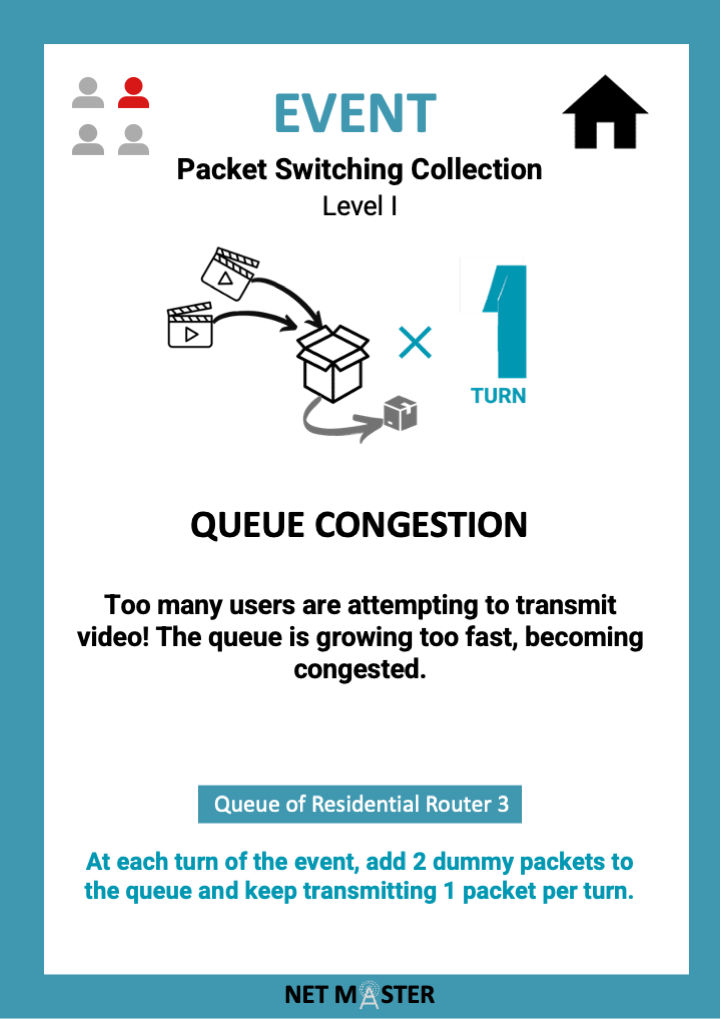 EVENT
Packet Switching Collection
Level I
× 1
TURN
QUEUE CONGESTION
Too many users are attempting to transmit
video! The queue is growing too fast, becoming
congested.
Queue of Residential Router 3
At each turn of the event, add 2 dummy packets to
the queue and keep transmitting 1 packet per turn.
NET MASTER